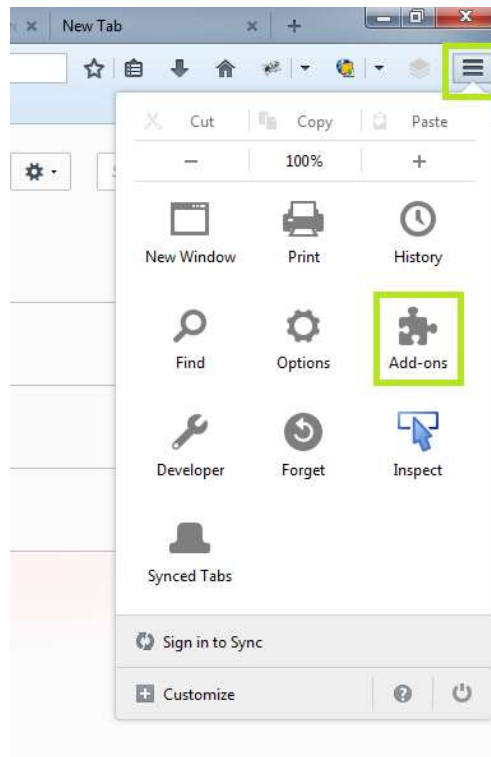 New Tab
Cut Copy Paste
− 100% +
New Window Print History
Find Options Add-ons
Developer Forget Inspect
Synced Tabs
Sign in to Sync
Customize